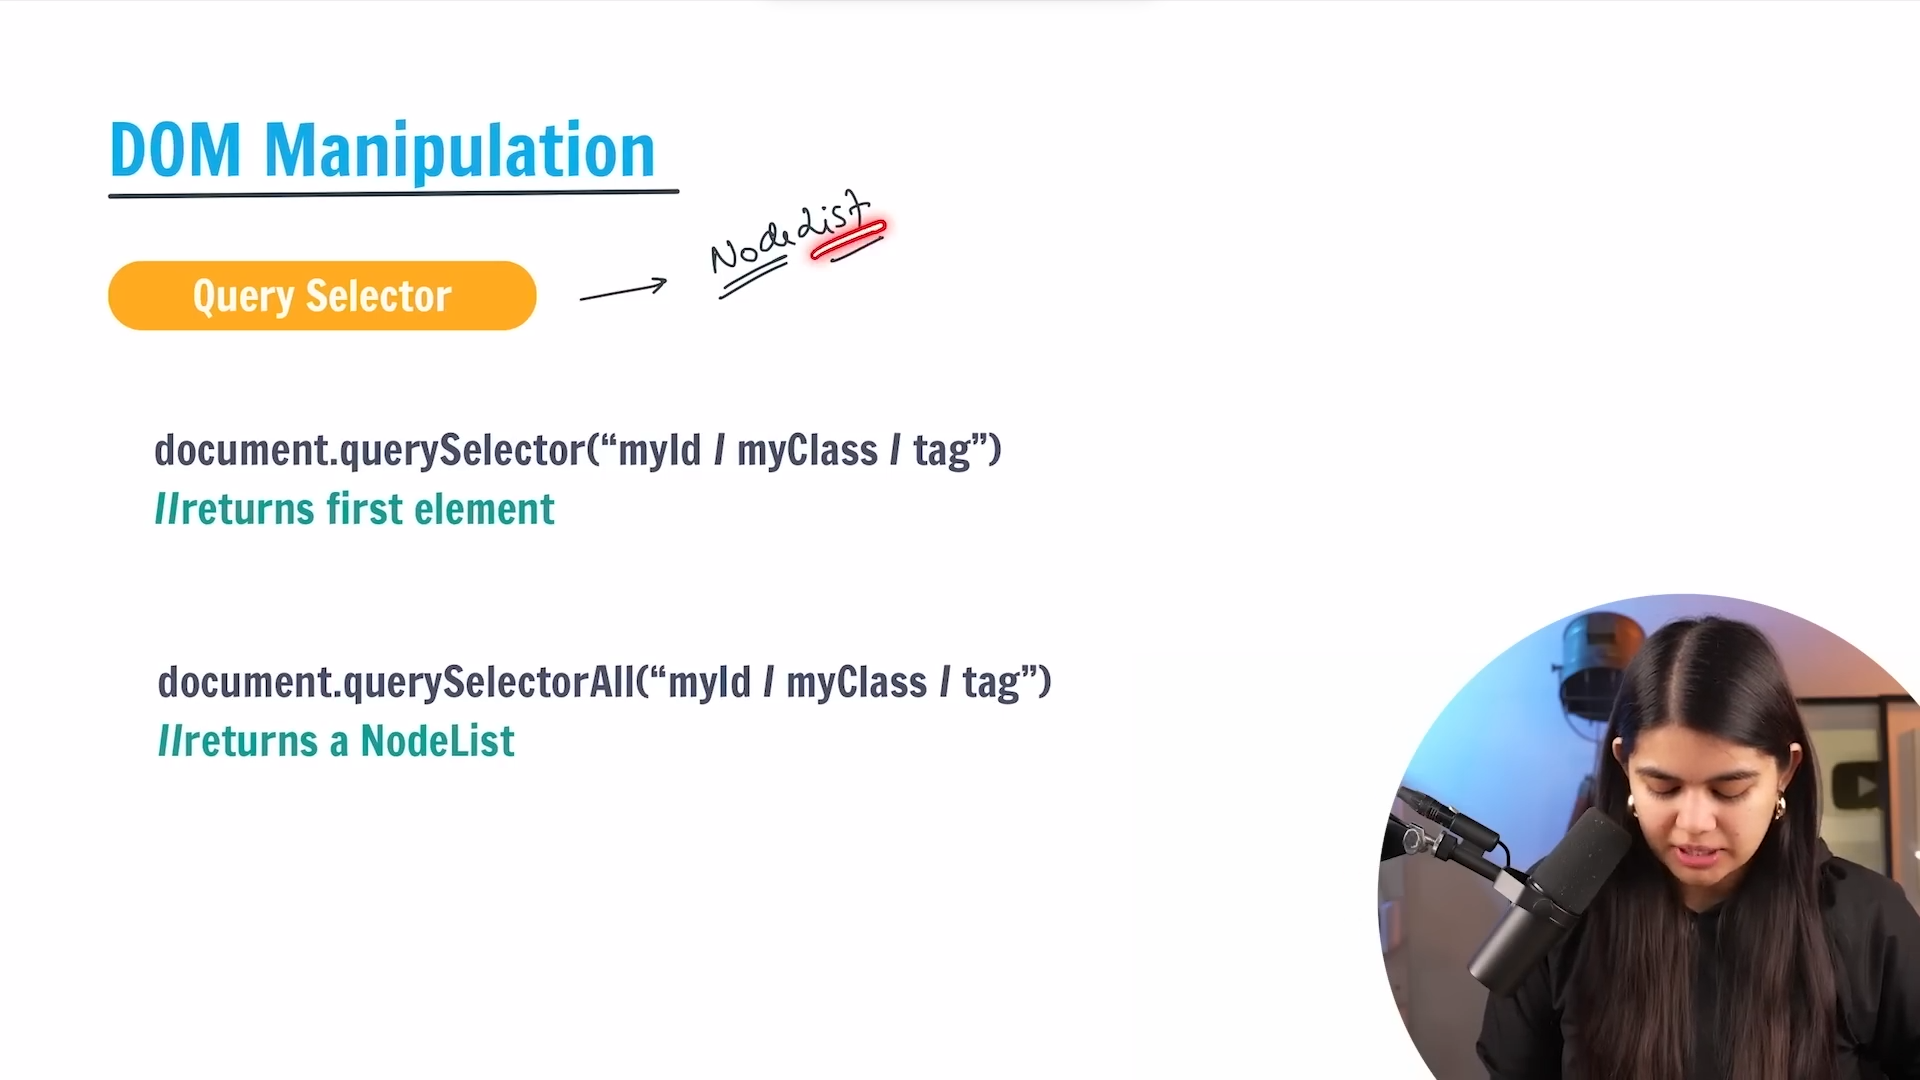 DOM Manipulation
NodeList
Query Selector
document.querySelector(“myId / myClass / tag”)
//returns first element
document.querySelectorAll(“myId / myClass / tag”)
//returns a NodeList